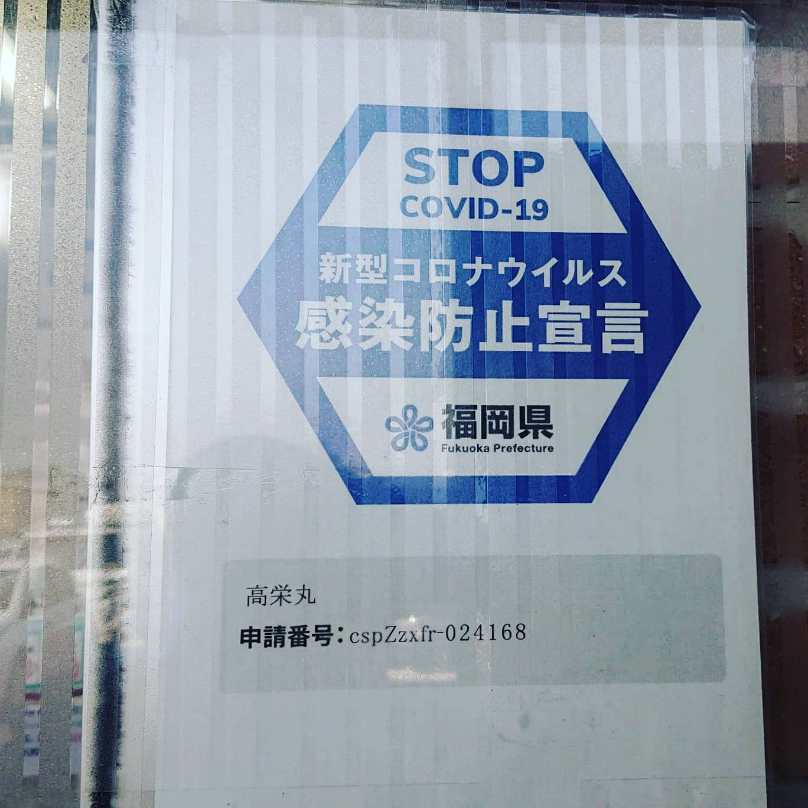 STOP
COVID-19
新型コロナウイルス
感染防止宣言
福岡県
Fukuoka Prefecture
高栄丸
申請番号：cspZzxfr-024168